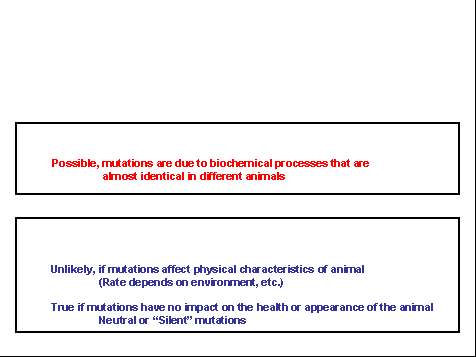 Possible, mutations are due to biochemical processes that are
almost identical in different animals
Unlikely, if mutations affect physical characteristics of animal
(Rate depends on environment, etc.)
True if mutations have no impact on the health or appearance of the animal
Neutral or “Silent” mutations